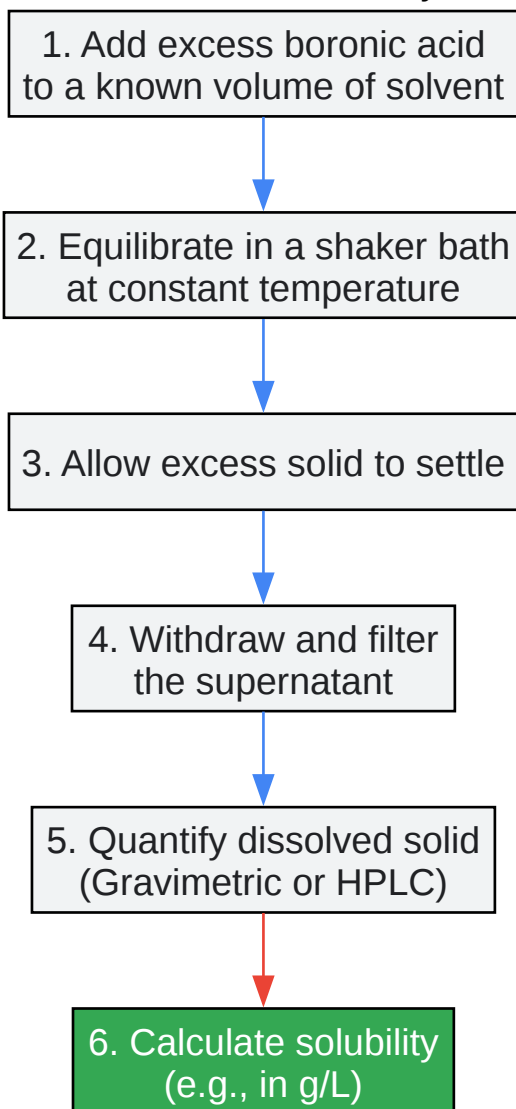 1. Add excess boronic acid
to a known volume of solvent
2. Equilibrate in a shaker bath
at constant temperature
3. Allow excess solid to settle
4. Withdraw and filter
the supernatant
5. Quantify dissolved solid
(Gravimetric or HPLC)
6. Calculate solubility
(e.g., in g/L)